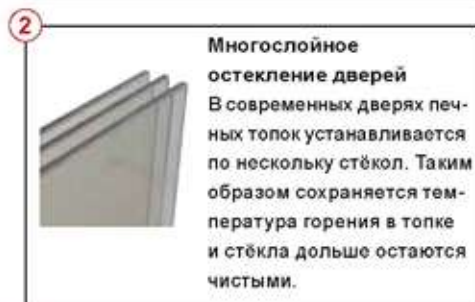 2
Многослойное
остекление дверей
В современных дверях печ-
ных топок устанавливается
по нескольку стёкол. Таким
образом сохраняется тем-
пература горения в топке
и стёкла дольше остаются
чистыми.